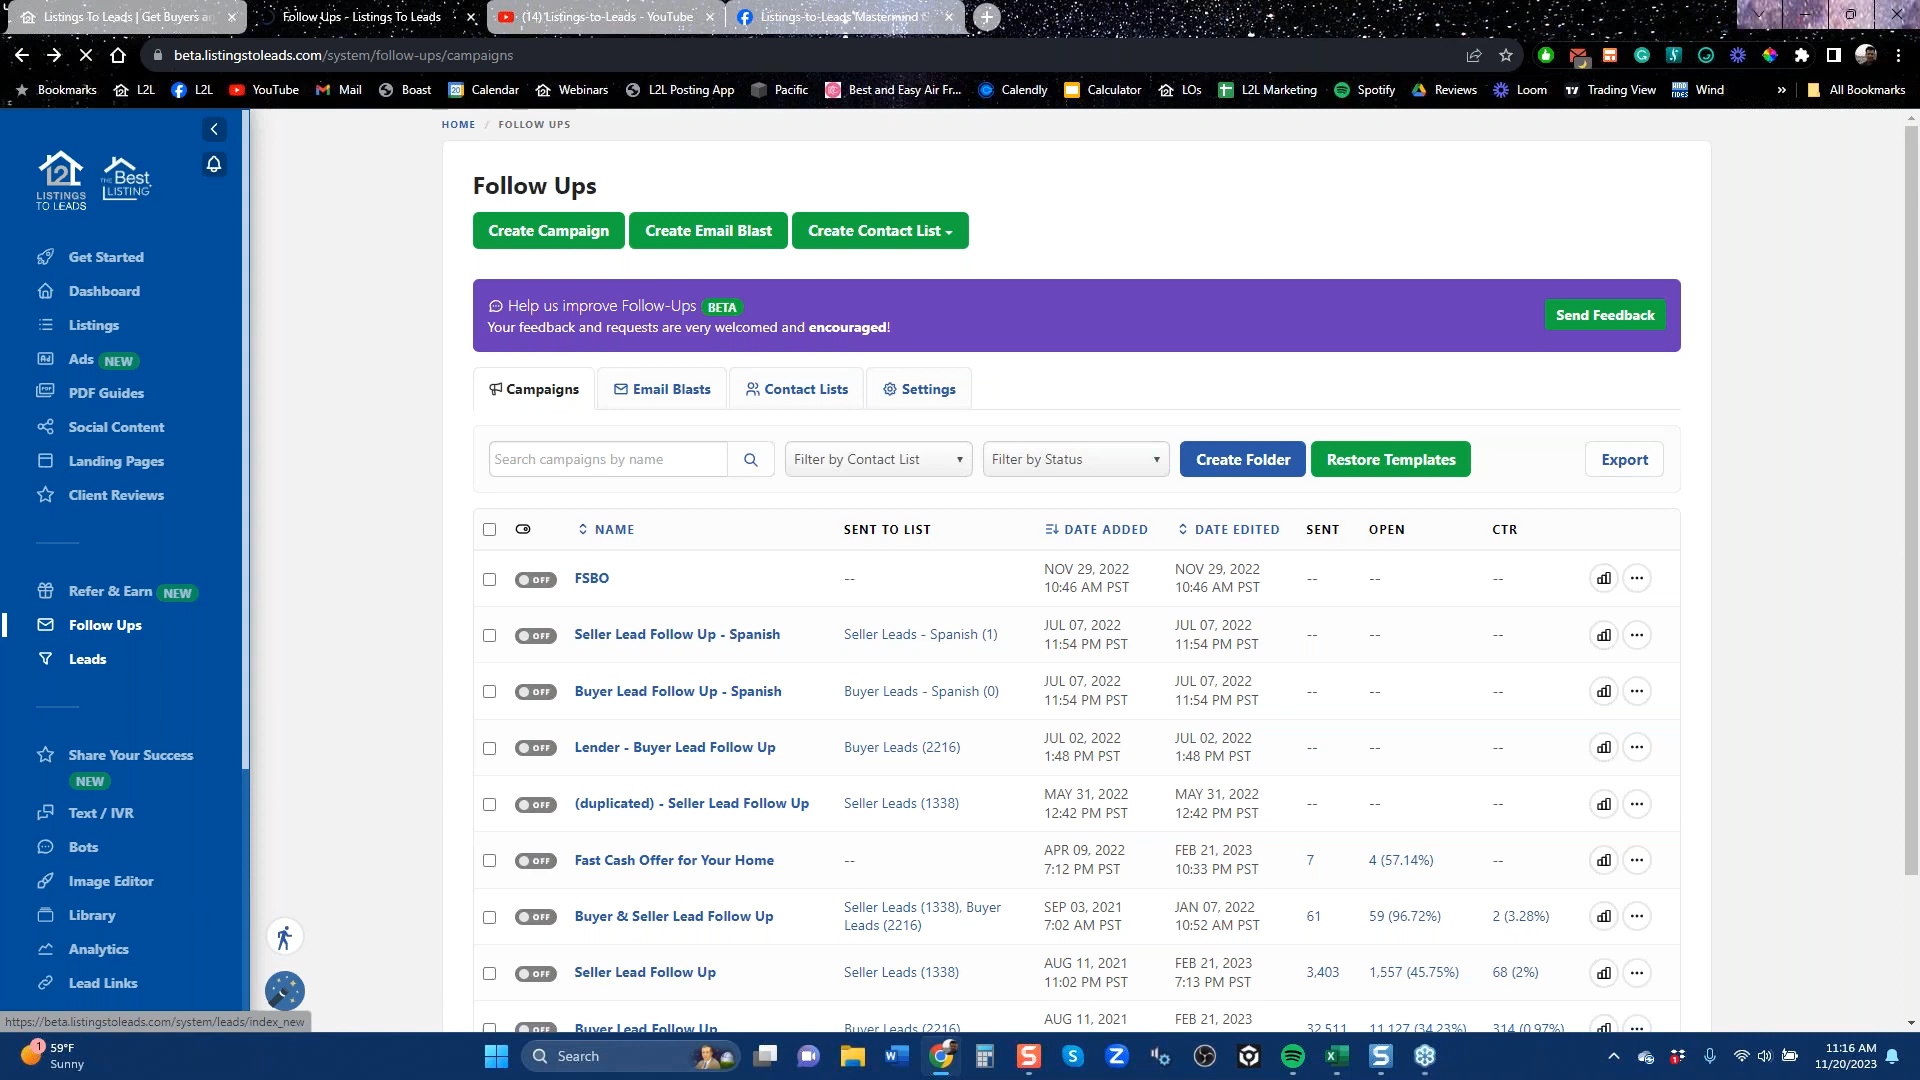 Listings To Leads | Get Buyers an
Follow Ups - Listings To Leads
(14) Listings-to-Leads - YouTube
Listings-to-Leads Mastermind
beta.listingstoleads.com/system/follow-ups/campaigns
Bookmarks
L2L
L2L
YouTube
Mail
Boast
Calendar
Webinars
L2L Posting App
Pacific
Best and Easy Air Fr...
Calendly
Calculator
LOs
L2L Marketing
Spotify
Reviews
Loom
Trading View
Wind
All Bookmarks
L2L
LISTINGS
TO LEADS
THE Best
LISTING
Get Started
Dashboard
Listings
Ads NEW
PDF Guides
Social Content
Landing Pages
Client Reviews
Refer & Earn NEW
Follow Ups
Leads
Share Your Success
NEW
Text / IVR
Bots
Image Editor
Library
Analytics
Lead Links
https://beta.listingstoleads.com/system/leads/index_new
HOME / FOLLOW UPS
Follow Ups
Create Campaign
Create Email Blast
Create Contact List
Help us improve Follow-Ups BETA
Your feedback and requests are very welcomed and encouraged!
Send Feedback
Campaigns
Email Blasts
Contact Lists
Settings
Search campaigns by name
Filter by Contact List
Filter by Status
Create Folder
Restore Templates
Export
NAME SENT TO LIST DATE ADDED DATE EDITED SENT OPEN CTR
OFF FSBO -- NOV 29, 2022 NOV 29, 2022 -- -- --
10:46 AM PST 10:46 AM PST
OFF Seller Lead Follow Up - Spanish Seller Leads - Spanish (1) JUL 07, 2022 JUL 07, 2022 -- -- --
11:54 PM PST 11:54 PM PST
OFF Buyer Lead Follow Up - Spanish Buyer Leads - Spanish (0) JUL 07, 2022 JUL 07, 2022 -- -- --
11:54 PM PST 11:54 PM PST
OFF Lender - Buyer Lead Follow Up Buyer Leads (2216) JUL 02, 2022 JUL 02, 2022 -- -- --
1:48 PM PST 1:48 PM PST
OFF (duplicated) - Seller Lead Follow Up Seller Leads (1338) MAY 31, 2022 MAY 31, 2022 -- -- --
12:42 PM PST 12:42 PM PST
OFF Fast Cash Offer for Your Home -- APR 09, 2022 FEB 21, 2023 7 4 (57.14%) --
7:12 PM PST 10:33 PM PST
OFF Buyer & Seller Lead Follow Up Seller Leads (1338), Buyer SEP 03, 2021 JAN 07, 2022 61 59 (96.72%) 2 (3.28%)
Leads (2216) 7:02 AM PST 10:52 AM PST
OFF Seller Lead Follow Up Seller Leads (1338) AUG 11, 2021 FEB 21, 2023 3,403 1,557 (45.75%) 68 (2%)
11:02 PM PST 7:13 PM PST
OFF Buyer Lead Follow Up Buyer Leads (2216) AUG 11, 2021 FEB 21, 2023 32,511 11,127 (34.23%) 314 (0.97%)
1
59°F
Sunny
Search
11:16 AM
11/20/2023